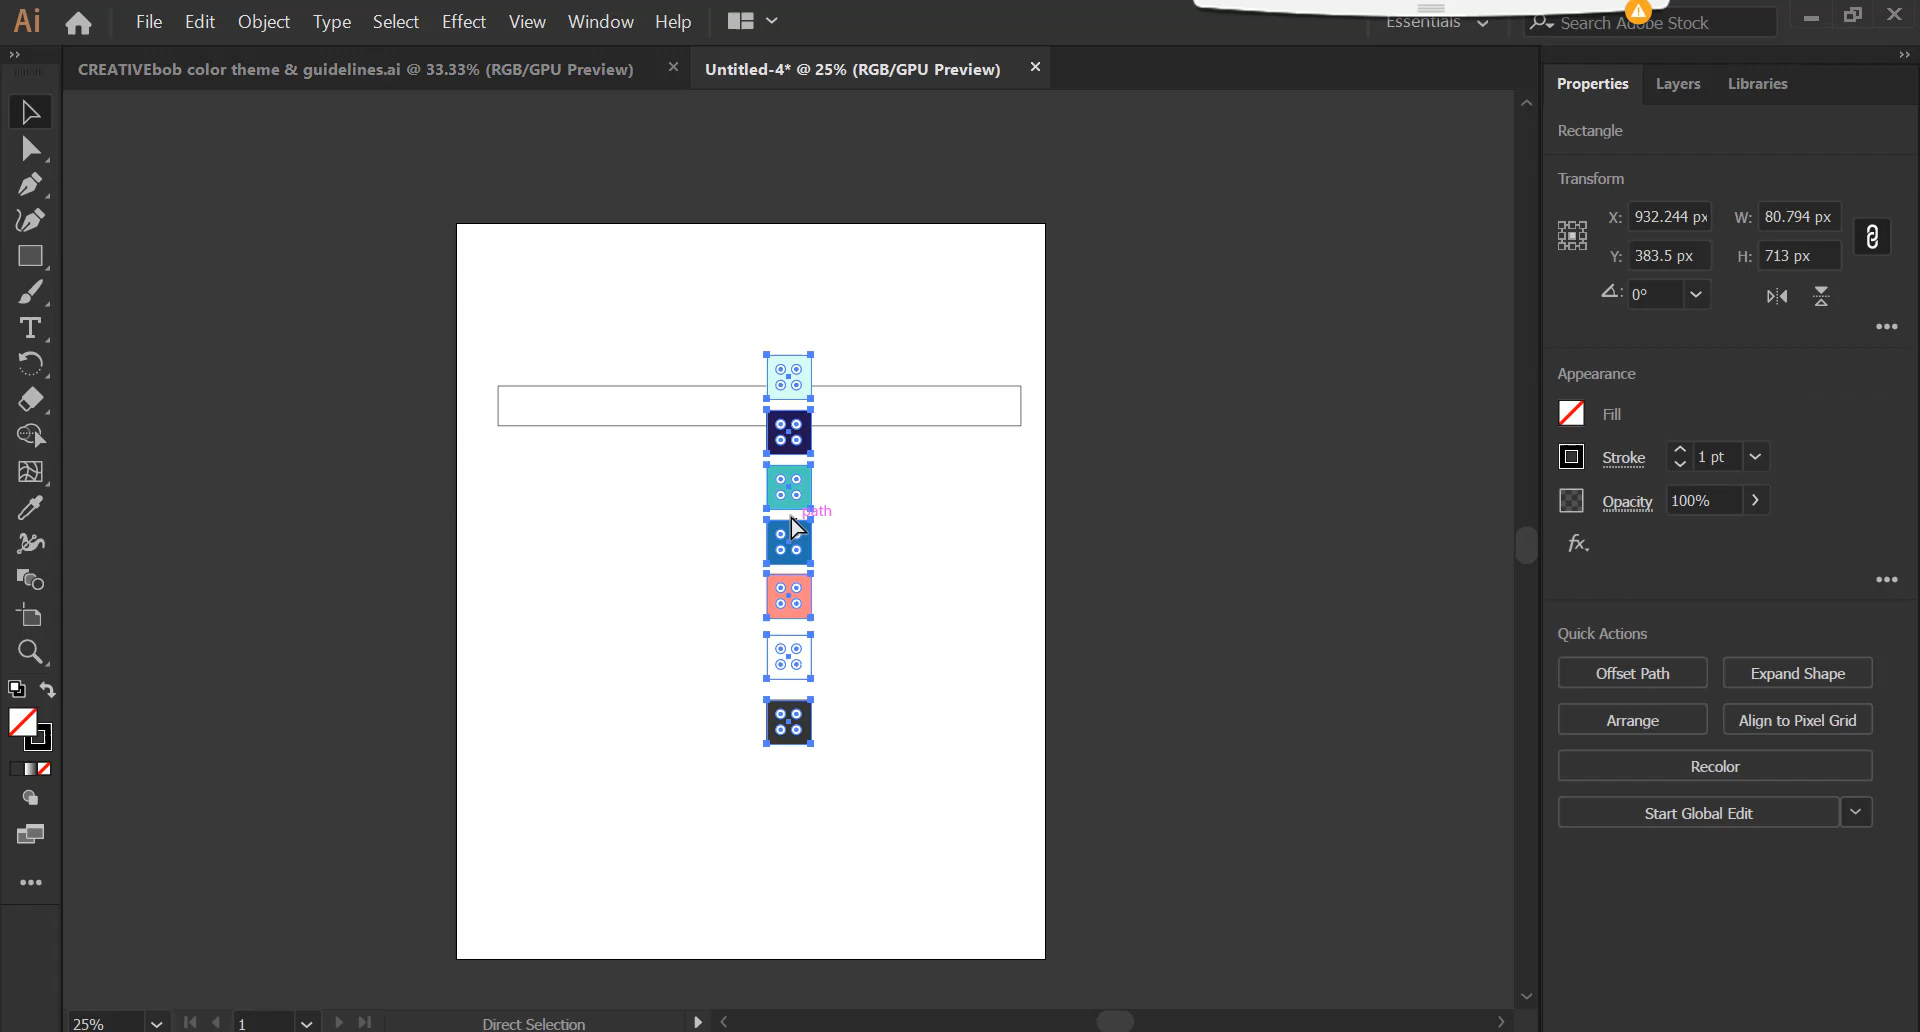 Ai File Edit Object Type Select Effect View Window Help Essentials Search Adobe Stock
CREATIVEbob color theme & guidelines.ai @ 33.33% (RGB/GPU Preview) Untitled-4* @ 25% (RGB/GPU Preview)
Properties Layers Libraries
Rectangle
Transform
X: 932.244 px W: 80.794 px
Y: 383.5 px H: 713 px
0°
Appearance
Fill
Stroke 1 pt
Opacity 100%
fx.
path
Quick Actions
Offset Path Expand Shape
Arrange Align to Pixel Grid
Recolor
Start Global Edit
25% 1 Direct Selection